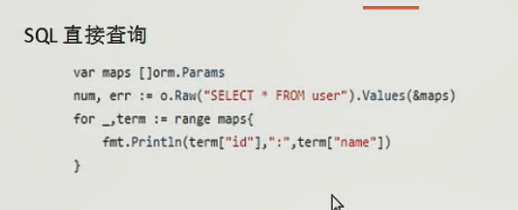 SQL 直接查询
var maps []orm.Params
num, err := o.Raw("SELECT * FROM user").Values(&maps)
for _,term := range maps{
fmt.Println(term["id"],":",term["name"])
}